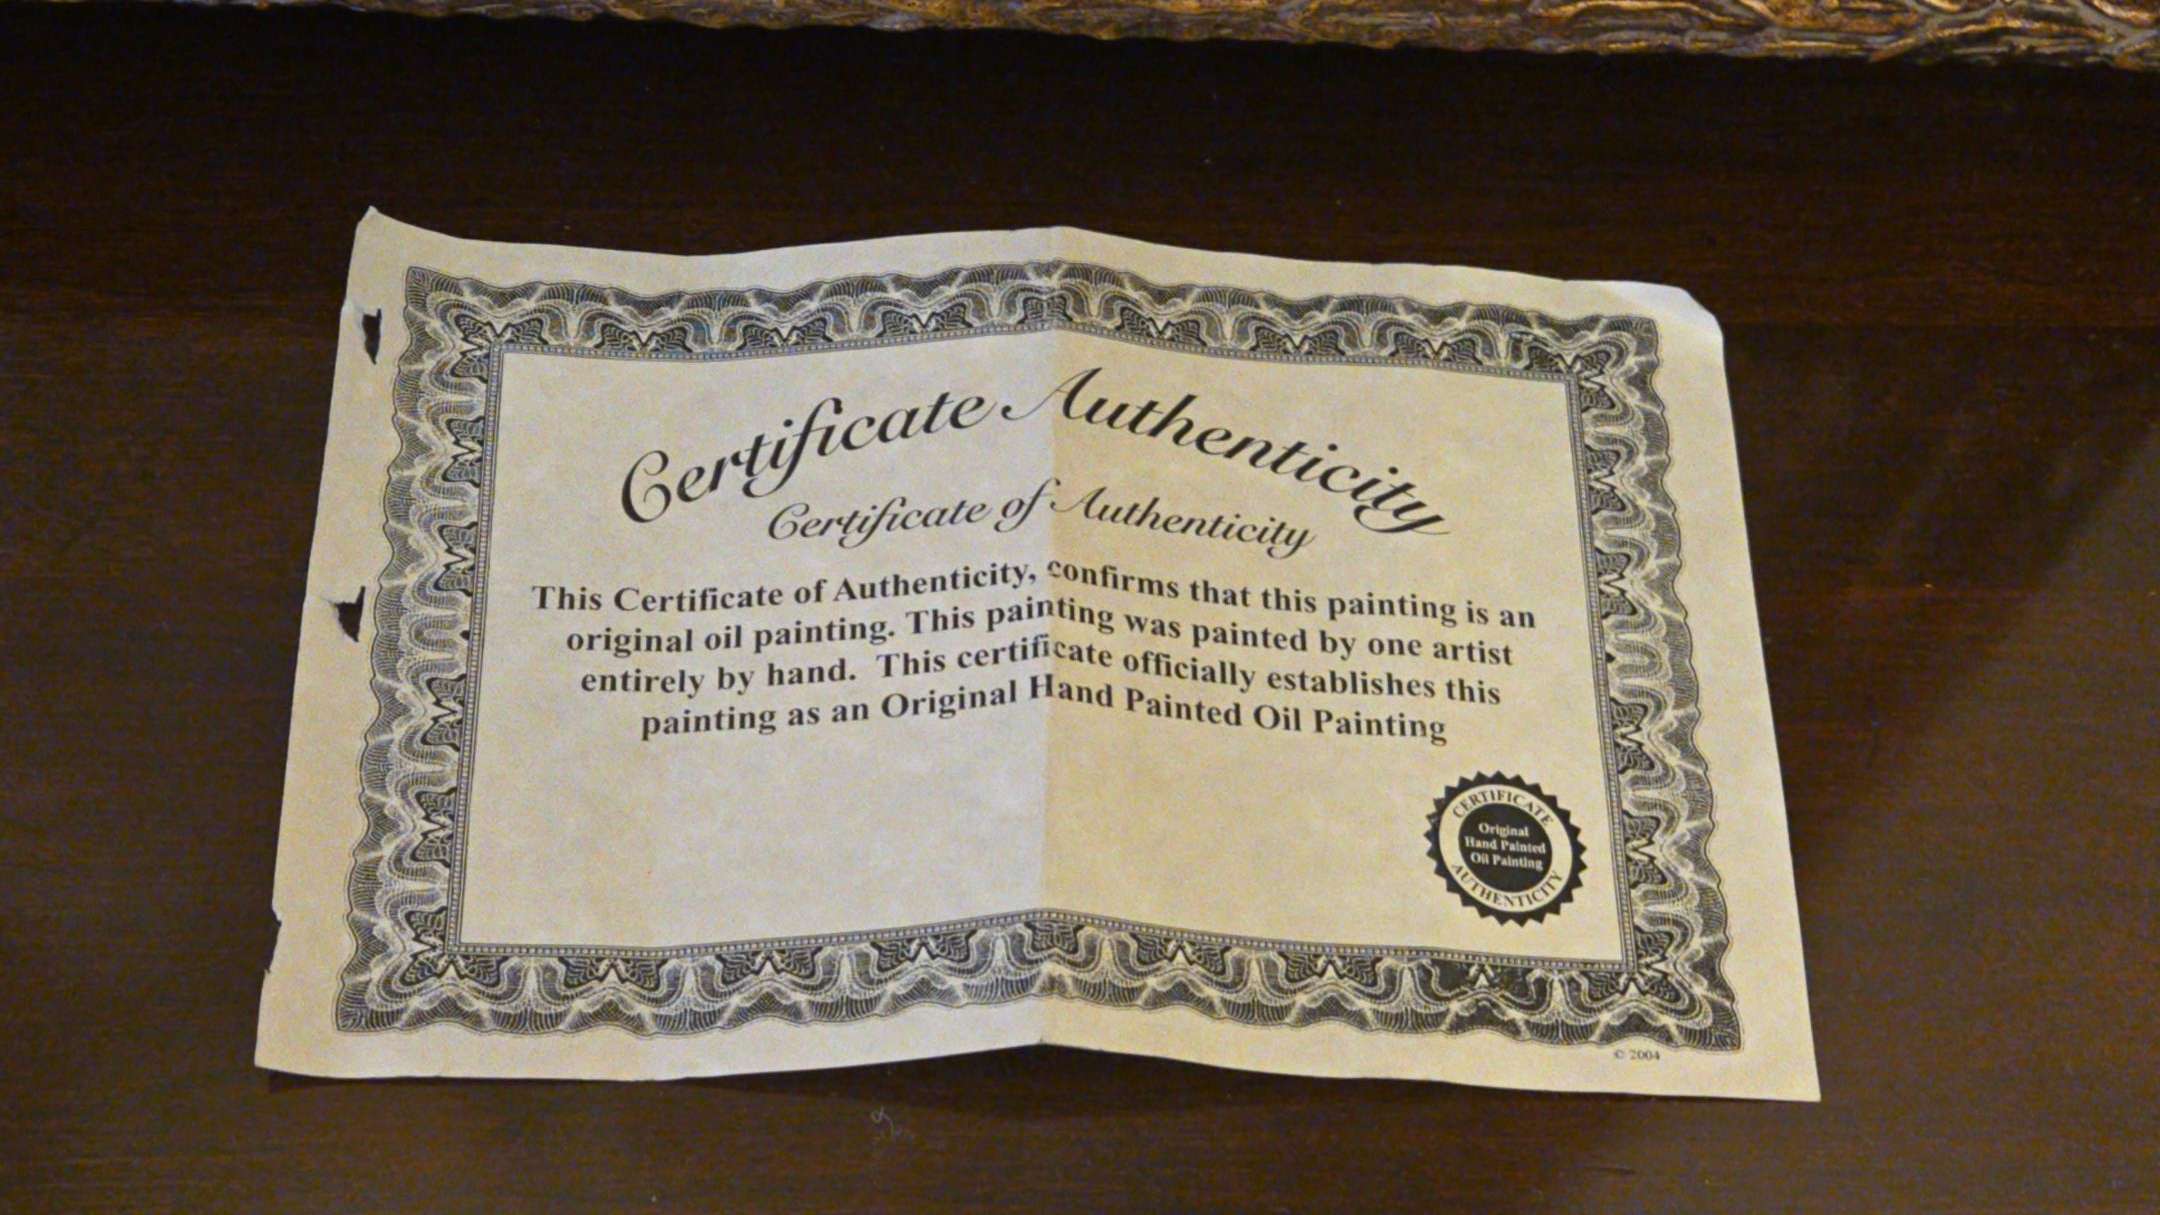 Certificate Authenticity
Certificate of Authenticity
This Certificate of Authenticity, confirms that this painting is an
original oil painting. This painting was painted by one artist
entirely by hand. This certificate officially establishes this
painting as an Original Hand Painted Oil Painting
CERTIFICATE
Original
Hand Painted
Oil Painting
AUTHENTICITY
© 2004